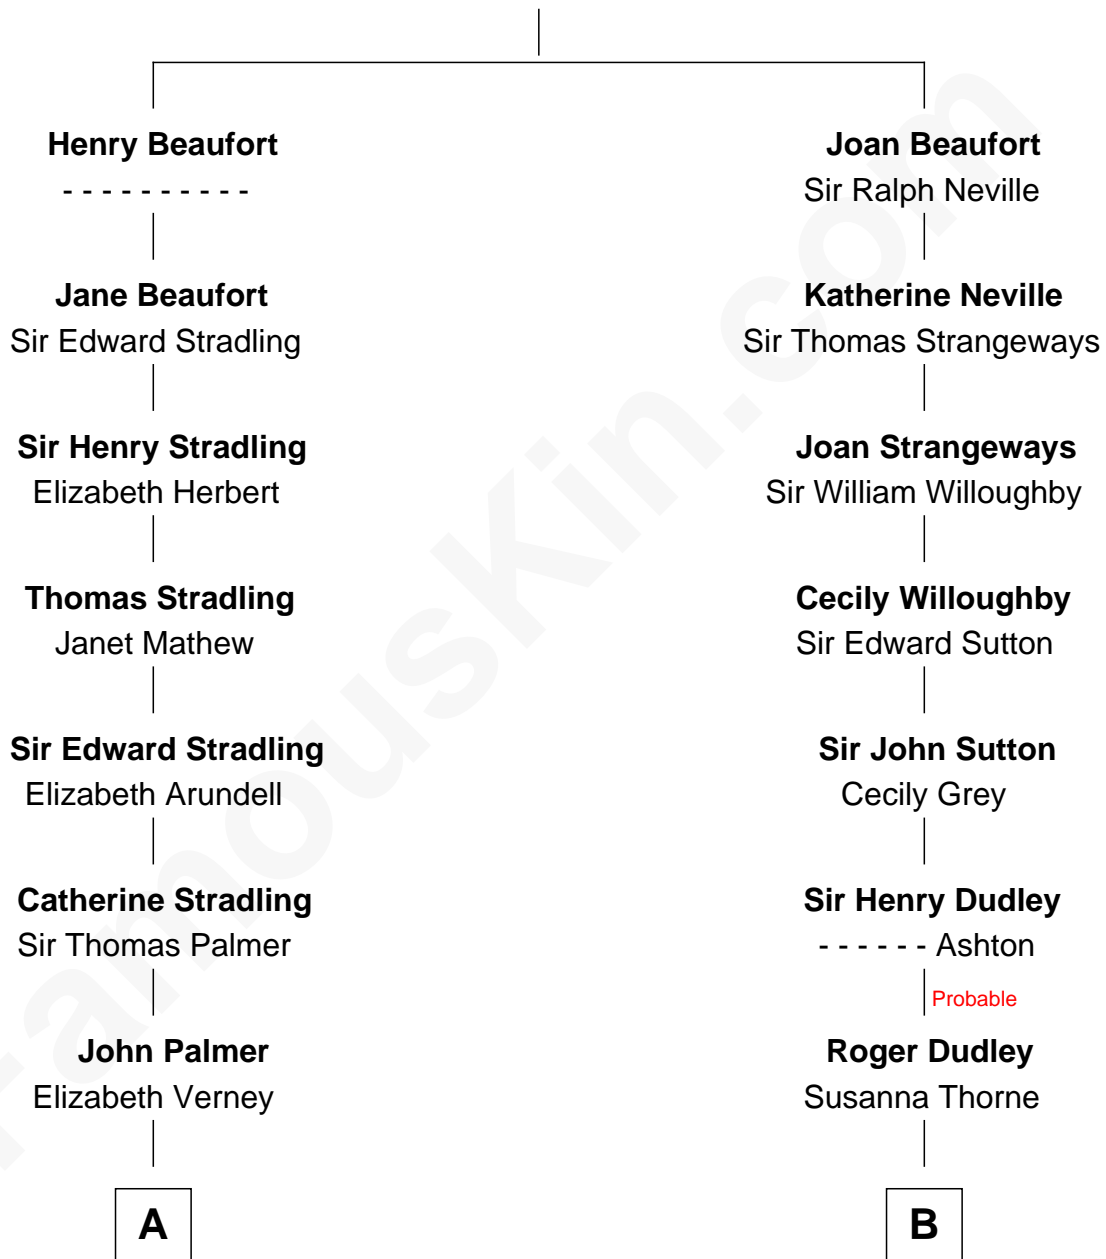 Henry Beaufort
- - - - - - - - - -
Jane Beaufort
Sir Edward Stradling
Sir Henry Stradling
Elizabeth Herbert
Thomas Stradling
Janet Mathew
Sir Edward Stradling
Elizabeth Arundell
Catherine Stradling
Sir Thomas Palmer
John Palmer
Elizabeth Verney
A
Joan Beaufort
Sir Ralph Neville
Katherine Neville
Sir Thomas Strangeways
Joan Strangeways
Sir William Willoughby
Cecily Willoughby
Sir Edward Sutton
Sir John Sutton
Cecily Grey
Sir Henry Dudley
- - - - - - Ashton
Probable
Roger Dudley
Susanna Thorne
B
FamousKin.com